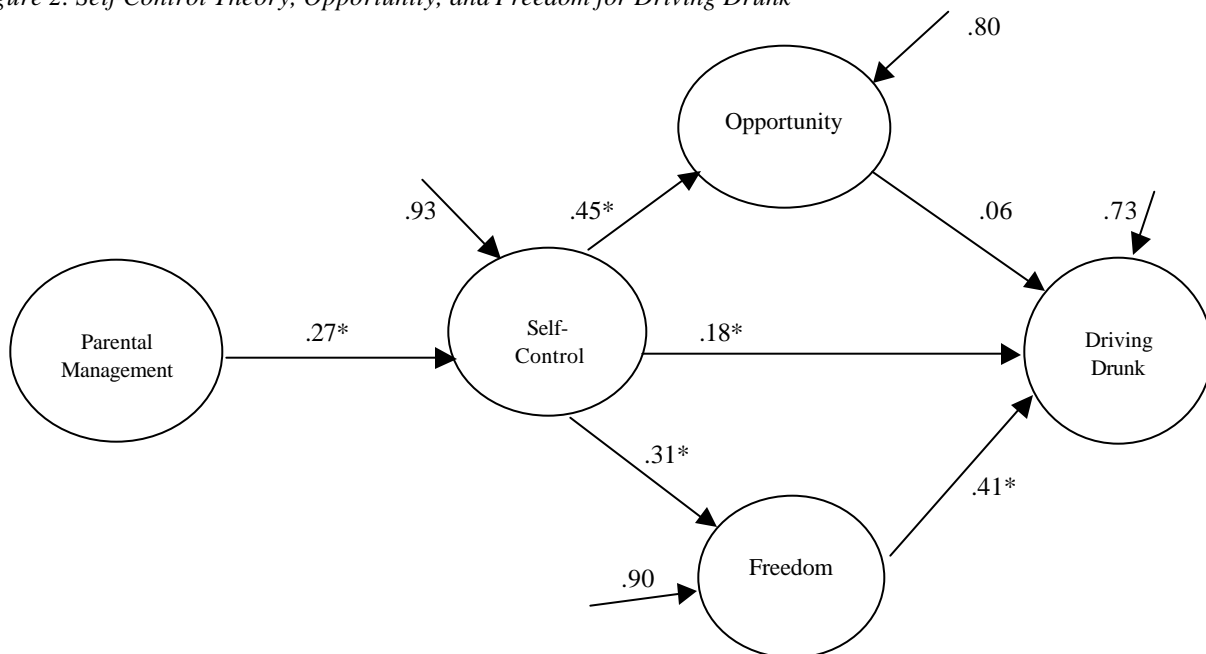 gure 2. Self-Control Theory, Opportunity, and Freedom for Driving Drunk
.80
Opportunity
.93
.45*
.06
.73
Parental
Management
.27*
Self-
Control
.18*
Driving
Drunk
.31*
.41*
.90
Freedom